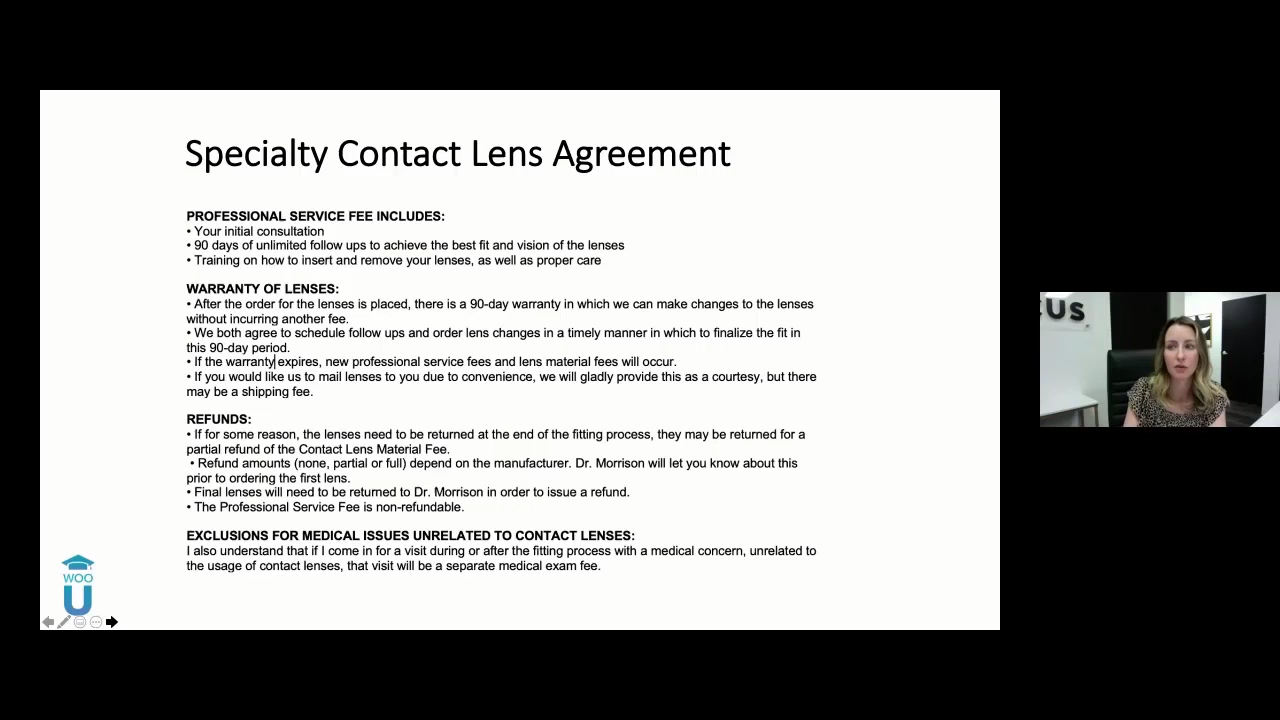 Specialty Contact Lens Agreement
PROFESSIONAL SERVICE FEE INCLUDES:
• Your initial consultation
• 90 days of unlimited follow ups to achieve the best fit and vision of the lenses
• Training on how to insert and remove your lenses, as well as proper care
WARRANTY OF LENSES:
• After the order for the lenses is placed, there is a 90-day warranty in which we can make changes to the lenses
without incurring another fee.
• We both agree to schedule follow ups and order lens changes in a timely manner in which to finalize the fit in
this 90-day period.
• If the warranty expires, new professional service fees and lens material fees will occur.
• If you would like us to mail lenses to you due to convenience, we will gladly provide this as a courtesy, but there
may be a shipping fee.
REFUNDS:
• If for some reason, the lenses need to be returned at the end of the fitting process, they may be returned for a
partial refund of the Contact Lens Material Fee.
• Refund amounts (none, partial or full) depend on the manufacturer. Dr. Morrison will let you know about this
prior to ordering the first lens.
• Final lenses will need to be returned to Dr. Morrison in order to issue a refund.
• The Professional Service Fee is non-refundable.
EXCLUSIONS FOR MEDICAL ISSUES UNRELATED TO CONTACT LENSES:
I also understand that if I come in for a visit during or after the fitting process with a medical concern, unrelated to
the usage of contact lenses, that visit will be a separate medical exam fee.
WOO
U
CUS